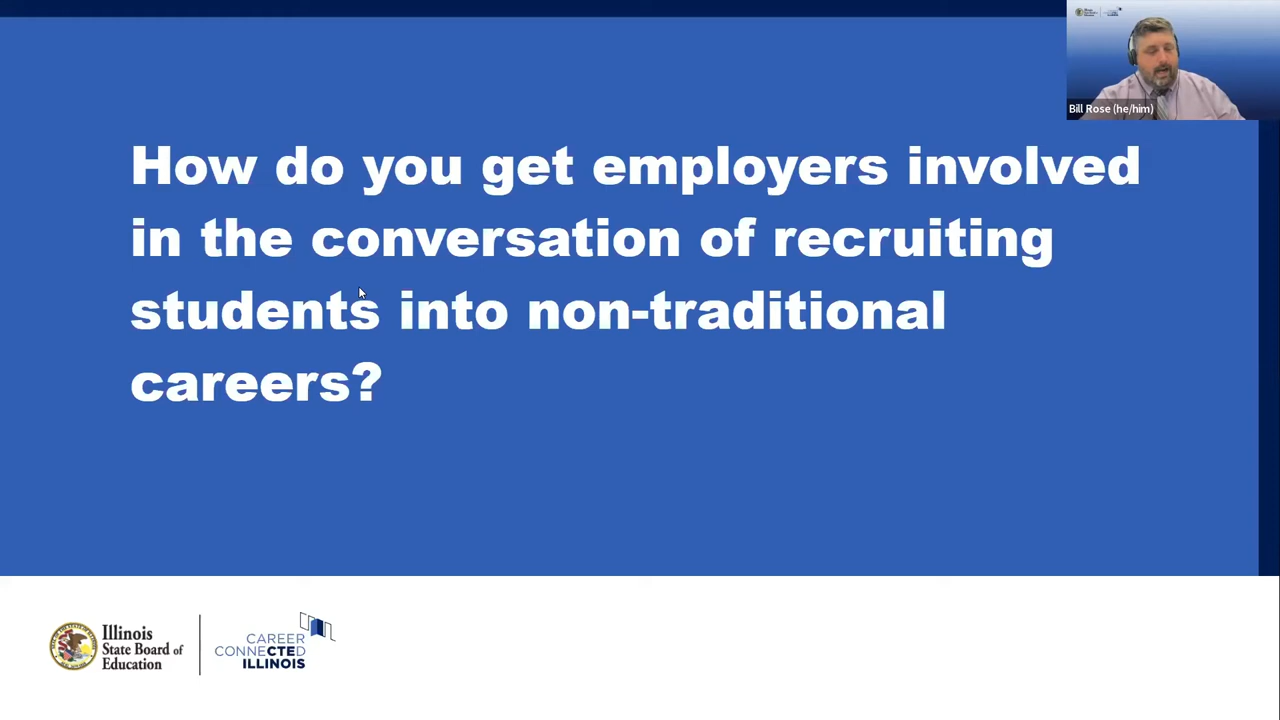 Bill Rose (he/him)
How do you get employers involved
in the conversation of recruiting
students into non-traditional
careers?
Illinois
State Board of
Education
CAREER
CONNECTED
ILLINOIS